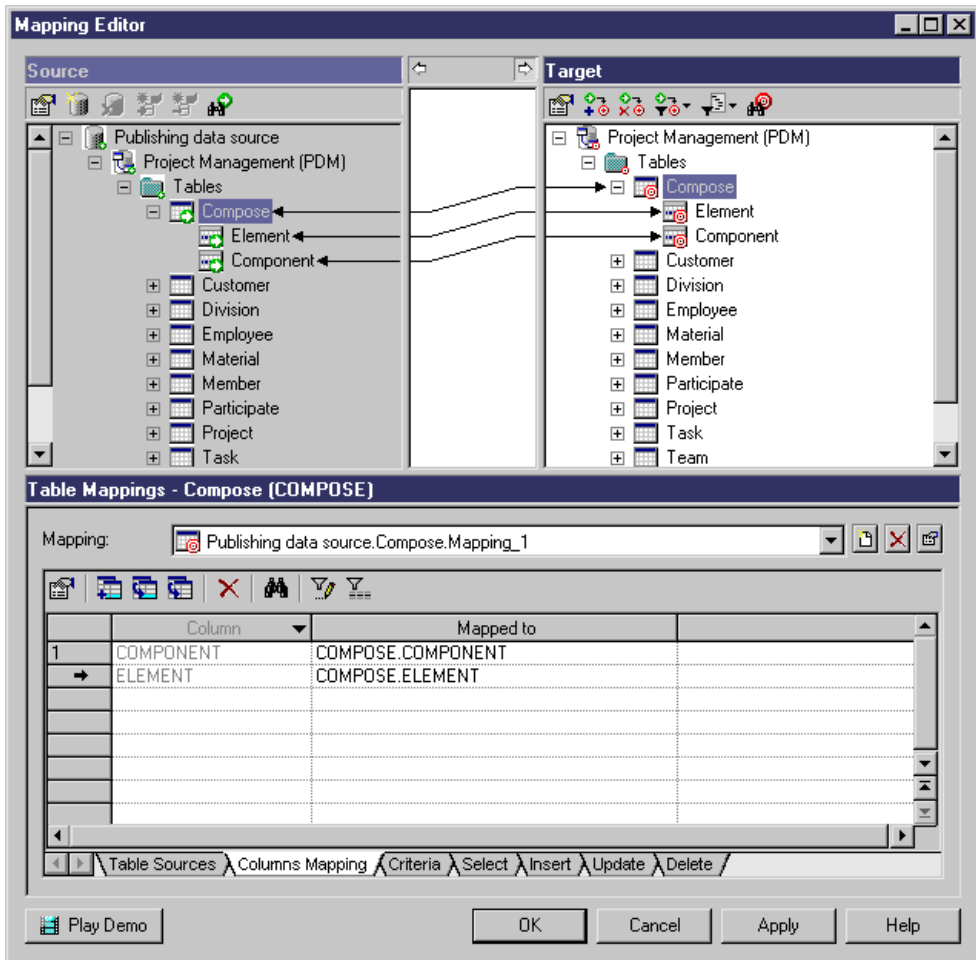 Mapping Editor
Source
Target
Publishing data source
Project Management (PDM)
Tables
Compose
Element
Component
Customer
Division
Employee
Material
Member
Participate
Project
Task
Project Management (PDM)
Tables
Compose
Element
Component
Customer
Division
Employee
Material
Member
Participate
Project
Task
Team
Table Mappings - Compose (COMPOSE)
Mapping: Publishing data source.Compose.Mapping_1
Column Mapped to
1 COMPONENT COMPOSE.COMPONENT
ELEMENT COMPOSE.ELEMENT
Table Sources Columns Mapping Criteria Select Insert Update Delete
Play Demo OK Cancel Apply Help